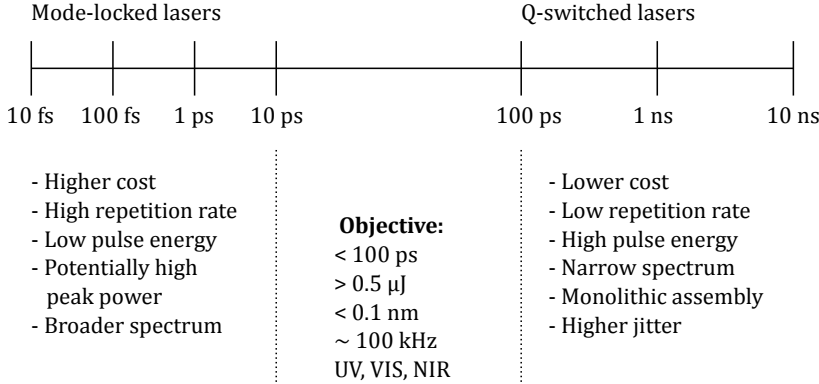 Mode-locked lasers
Q-switched lasers
10 fs
100 fs
1 ps
10 ps
100 ps
1 ns
10 ns
- Higher cost
- High repetition rate
- Low pulse energy
- Potentially high
peak power
- Broader spectrum
Objective:
< 100 ps
> 0.5 μJ
< 0.1 nm
~ 100 kHz
UV, VIS, NIR
- Lower cost
- Low repetition rate
- High pulse energy
- Narrow spectrum
- Monolithic assembly
- Higher jitter